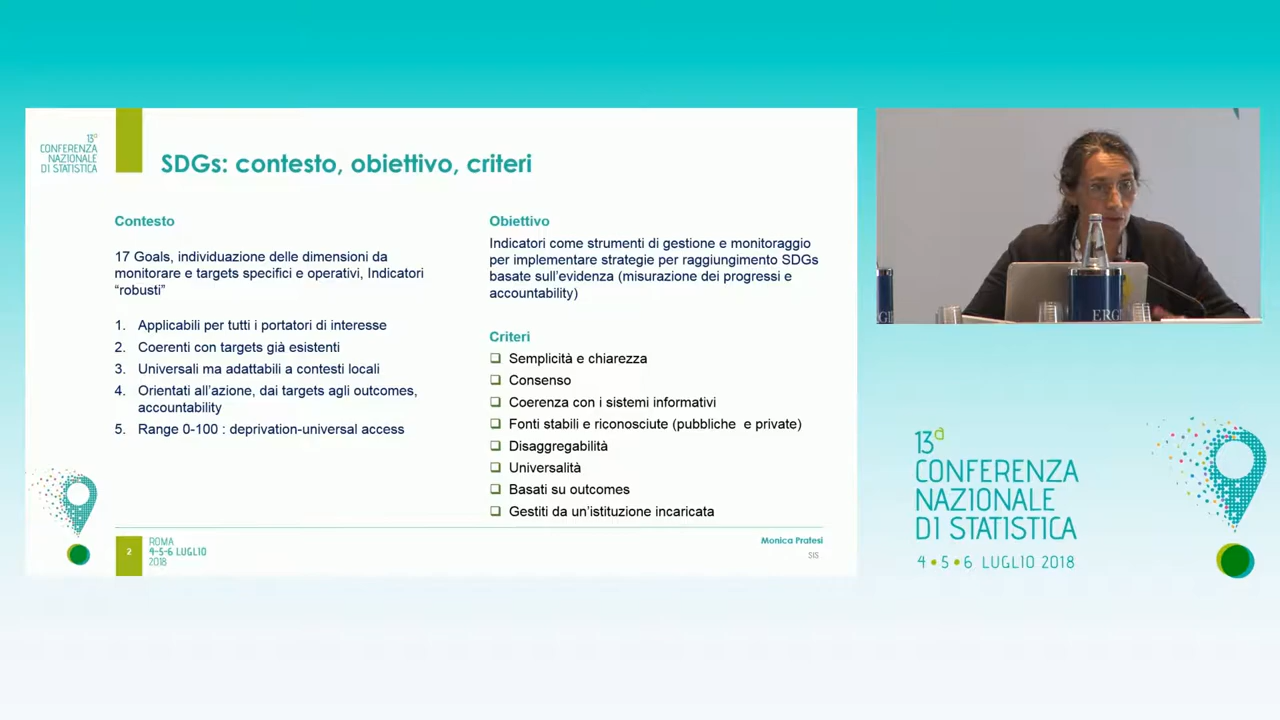 13a
CONFERENZA
NAZIONALE
DI STATISTICA
SDGs: contesto, obiettivo, criteri
Contesto
17 Goals, individuazione delle dimensioni da
monitorare e targets specifici e operativi, Indicatori
“robusti”
1. Applicabili per tutti i portatori di interesse
2. Coerenti con targets già esistenti
3. Universali ma adattabili a contesti locali
4. Orientati all’azione, dai targets agli outcomes,
accountability
5. Range 0-100 : deprivation-universal access
Obiettivo
Indicatori come strumenti di gestione e monitoraggio
per implementare strategie per raggiungimento SDGs
basate sull’evidenza (misurazione dei progressi e
accountability)
Criteri
❑ Semplicità e chiarezza
❑ Consenso
❑ Coerenza con i sistemi informativi
❑ Fonti stabili e riconosciute (pubbliche e private)
❑ Disaggregabilità
❑ Universalità
❑ Basati su outcomes
❑ Gestiti da un’istituzione incaricata
2
ROMA
4-5-6 LUGLIO
2018
Monica Pratesi
SIS
13a
CONFERENZA
NAZIONALE
DI STATISTICA
4•5•6 LUGLIO 2018